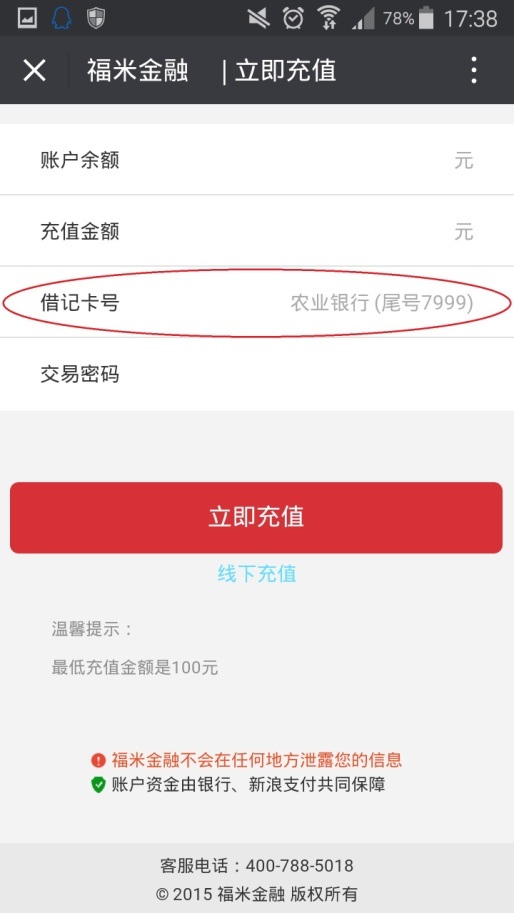 78% 17:38
福米金融 | 立即充值
账户余额 元
充值金额 元
借记卡号 农业银行 (尾号7999)
交易密码
立即充值
线下充值
温馨提示：
最低充值金额是100元
福米金融不会在任何地方泄露您的信息
账户资金由银行、新浪支付共同保障
客服电话：400-788-5018
© 2015 福米金融 版权所有